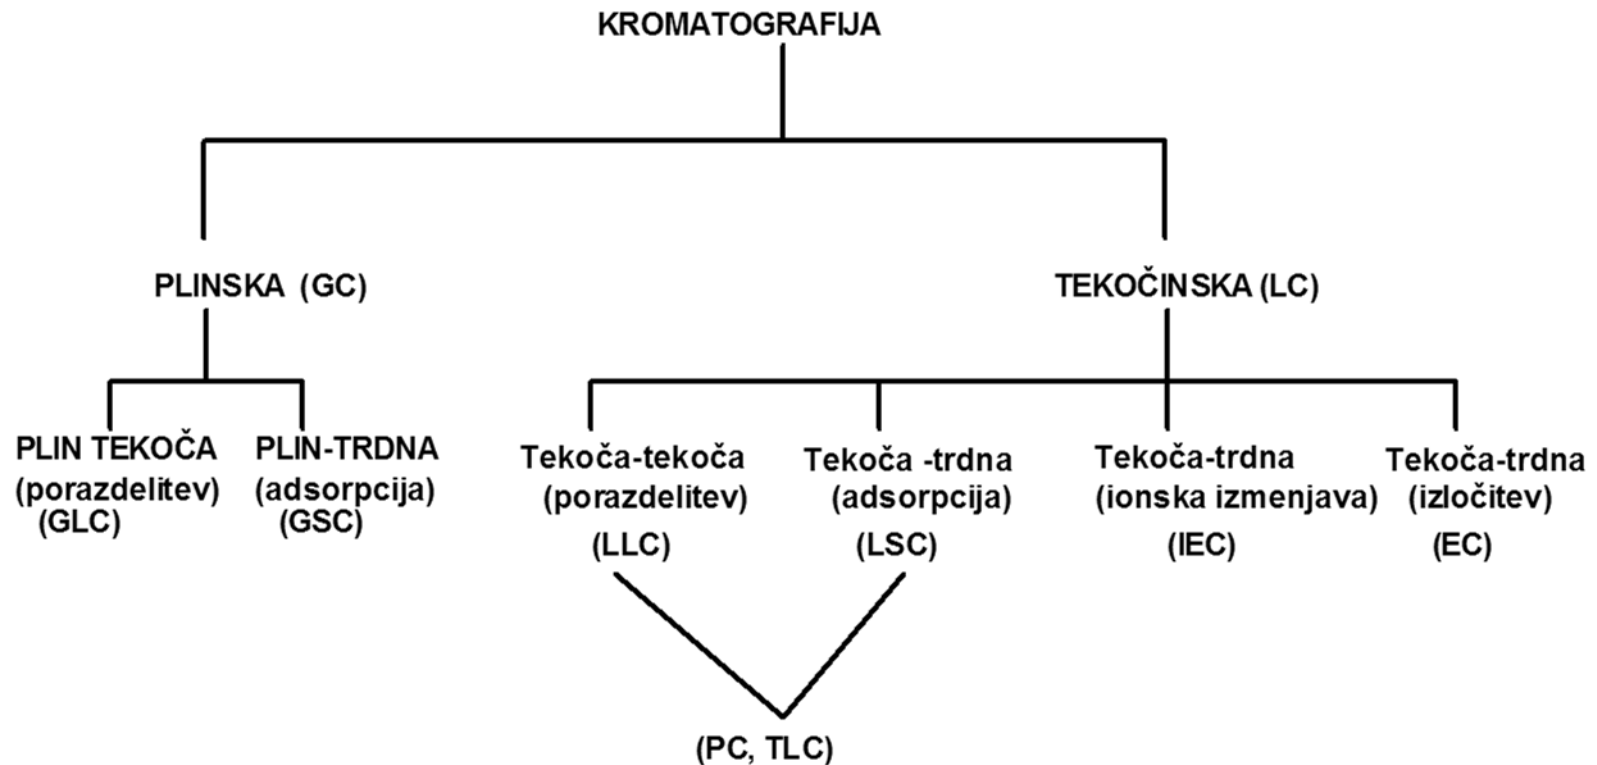 KROMATOGRAFIJA
PLINSKA (GC)
TEKOČINSKA (LC)
PLIN TEKOČA
(porazdelitev)
(GLC)
PLIN-TRDNA
(adsorpcija)
(GSC)
Tekoča-tekoča
(porazdelitev)
(LLC)
Tekoča -trdna
(adsorpcija)
(LSC)
Tekoča-trdna
(ionska izmenjava)
(IEC)
Tekoča-trdna
(izločitev)
(EC)
(PC, TLC)